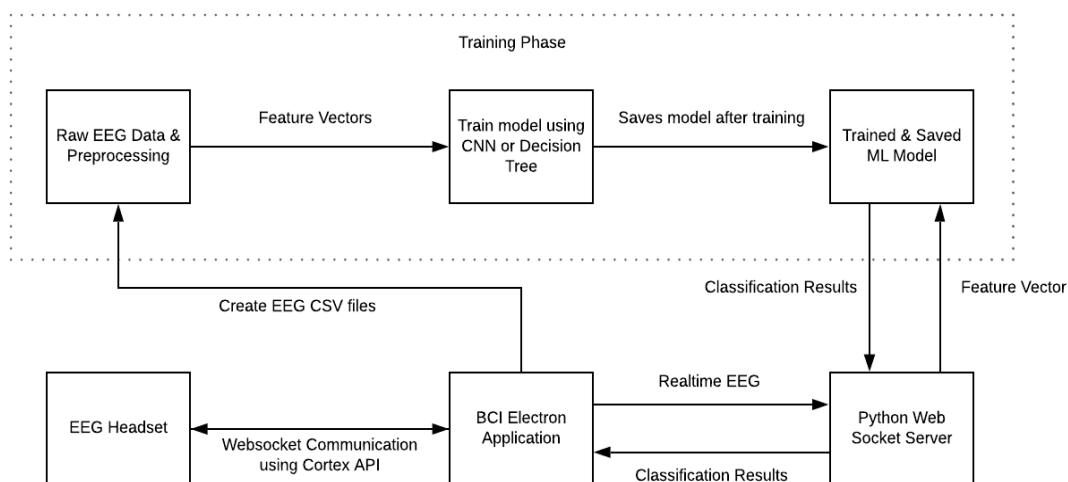 Training Phase
Raw EEG Data &
Preprocessing
Feature Vectors
Train model using
CNN or Decision
Tree
Saves model after training
Trained & Saved
ML Model
Create EEG CSV files
Classification Results
Feature Vector
EEG Headset
Websocket Communication
using Cortex API
BCI Electron
Application
Realtime EEG
Classification Results
Python Web
Socket Server